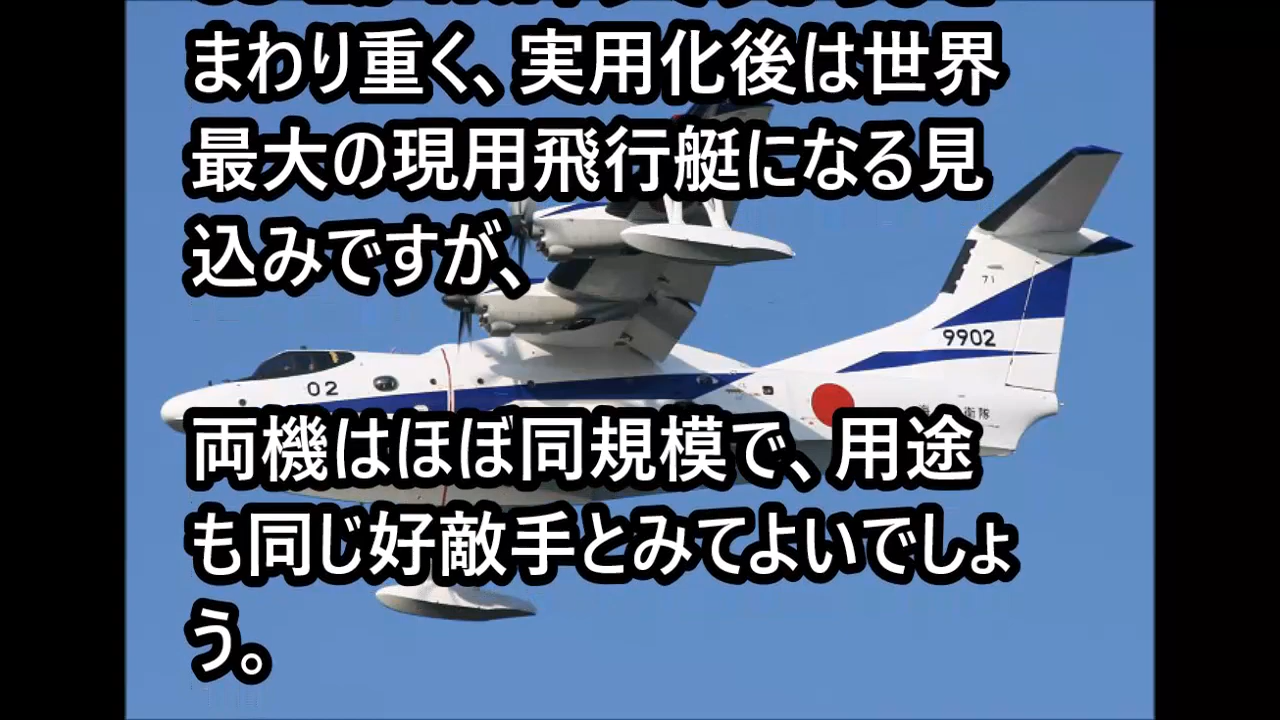 まわり重く、実用化後は世界
最大の現用飛行艇になる見
込みですが、
両機はほぼ同規模で、用途
も同じ好敵手とみてよいでしょ
う。
71
9902
02
衛隊